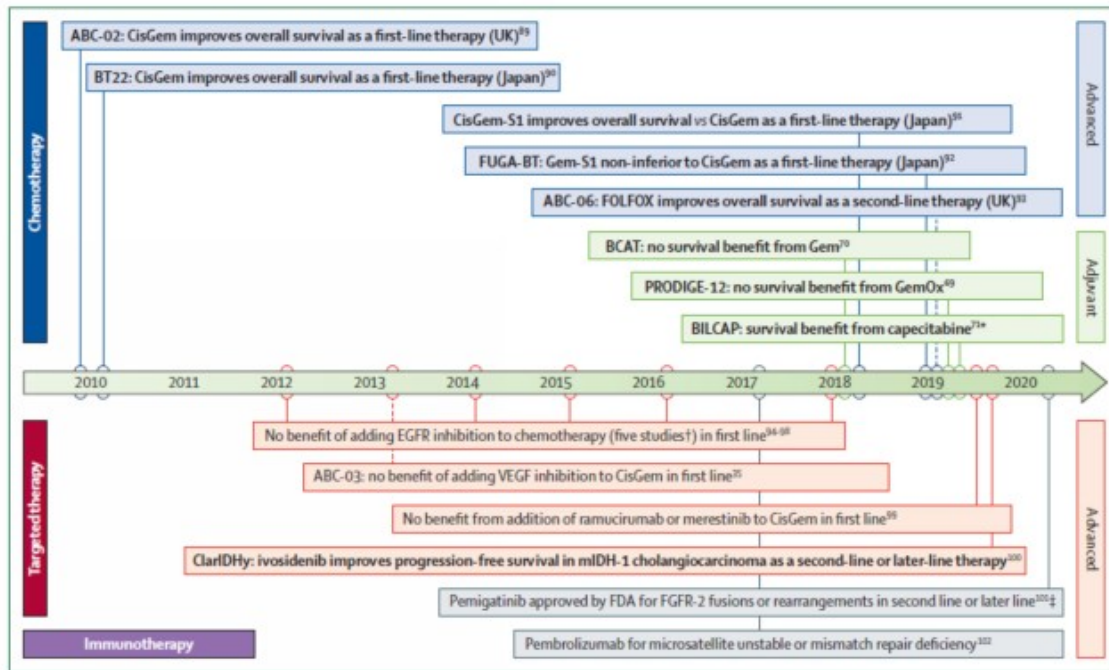 ABC-02: CisGem improves overall survival as a first-line therapy (UK)⁸⁹
BT22: CisGem improves overall survival as a first-line therapy (Japan)⁹⁰
CisGem-S1 improves overall survival vs CisGem as a first-line therapy (Japan)⁹¹
FUGA-BT: Gem-S1 non-inferior to CisGem as a first-line therapy (Japan)⁹²
ABC-06: FOLFOX improves overall survival as a second-line therapy (UK)⁹³
Chemotherapy
Advanced
BCAT: no survival benefit from Gem⁷⁰
PRODIGE-12: no survival benefit from GemOx⁴⁹
BILCAP: survival benefit from capecitabine⁷¹*
Adjuvant
2010 2011 2012 2013 2014 2015 2016 2017 2018 2019 2020
Targeted therapy
No benefit of adding EGFR inhibition to chemotherapy (five studies†) in first line⁹⁴⁻⁹⁸
ABC-03: no benefit of adding VEGF inhibition to CisGem in first line³⁵
No benefit from addition of ramucirumab or merestinib to CisGem in first line⁹⁹
ClarIDHy: ivosidenib improves progression-free survival in mIDH-1 cholangiocarcinoma as a second-line or later-line therapy¹⁰⁰
Pemigatinib approved by FDA for FGFR-2 fusions or rearrangements in second line or later line¹⁰¹‡
Advanced
Immunotherapy
Pembrolizumab for microsatellite unstable or mismatch repair deficiency¹⁰²